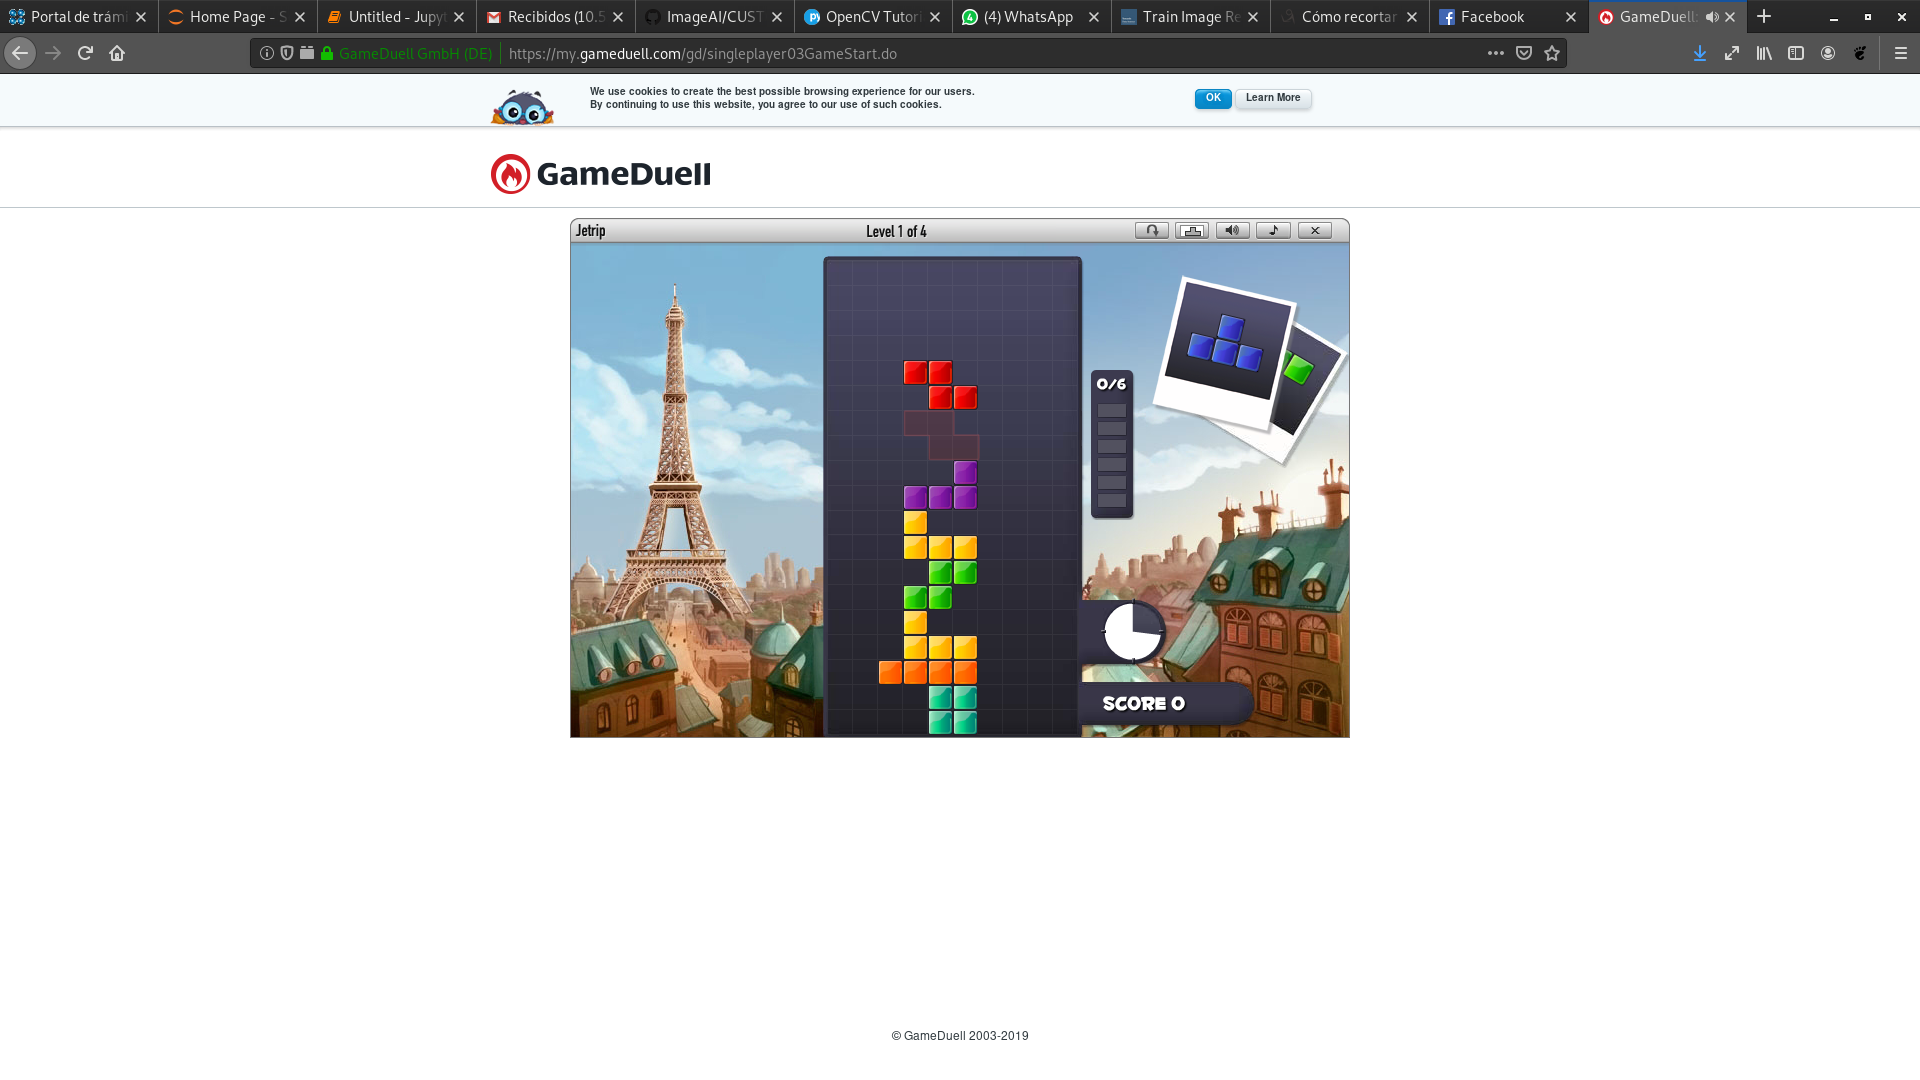 Portal de trámi
Home Page - S
Untitled - Jupyt
Recibidos (10.5
ImageAI/CUST
OpenCV Tutori
(4) WhatsApp
Train Image Re
Cómo recortar
Facebook
GameDuell:
GameDuell GmbH (DE)
https://my.gameduell.com/gd/singleplayer03GameStart.do
We use cookies to create the best possible browsing experience for our users.
By continuing to use this website, you agree to our use of such cookies.
OK
Learn More
GameDuell
Jetrip
Level 1 of 4
0/6
SCORE 0
© GameDuell 2003-2019